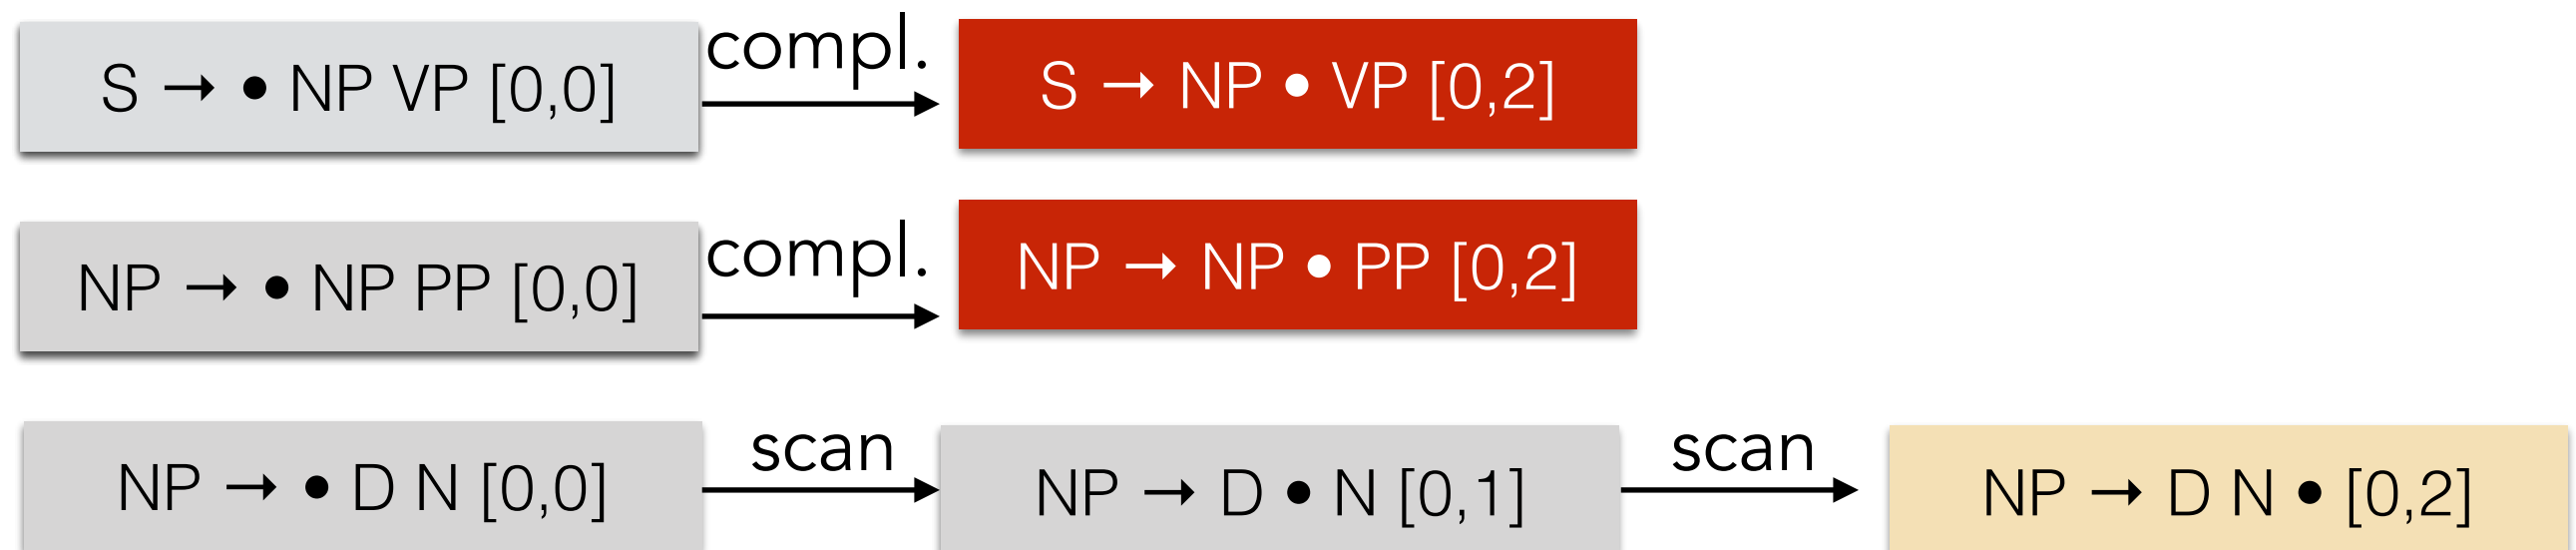 S → • NP VP [0,0] compl. S → NP • VP [0,2]
NP → • NP PP [0,0] compl. NP → NP • PP [0,2]
NP → • D N [0,0] scan NP → D • N [0,1] scan NP → D N • [0,2]